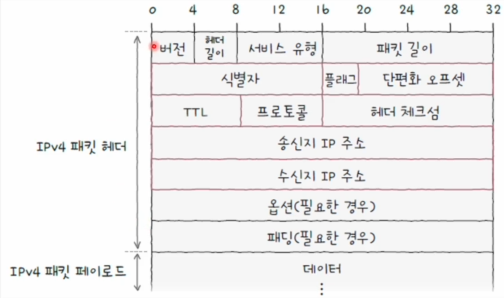 0 4 8 12 16 20 24 28 32
버전 헤더 길이 서비스 유형 패킷 길이
식별자 플래그 단편화 오프셋
TTL 프로토콜 헤더 체크섬
IPv4 패킷 헤더
송신지 IP 주소
수신지 IP 주소
옵션(필요한 경우)
패딩(필요한 경우)
IPv4 패킷 페이로드
데이터
⋮